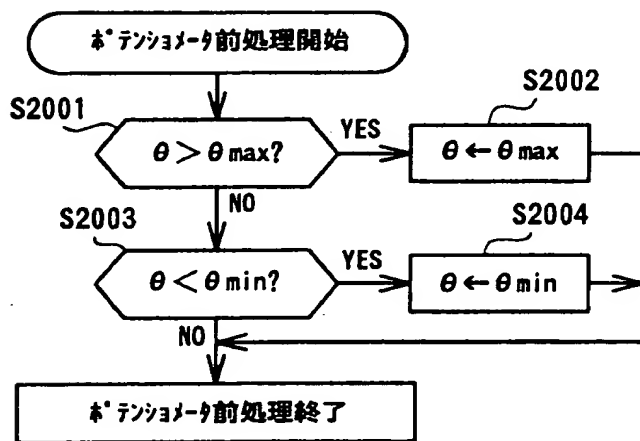 ポテンショメータ前処理開始
S2001
θ>θmax?
YES
S2002
θ←θmax
NO
S2003
θ<θmin?
YES
S2004
θ←θmin
NO
ポテンショメータ前処理終了